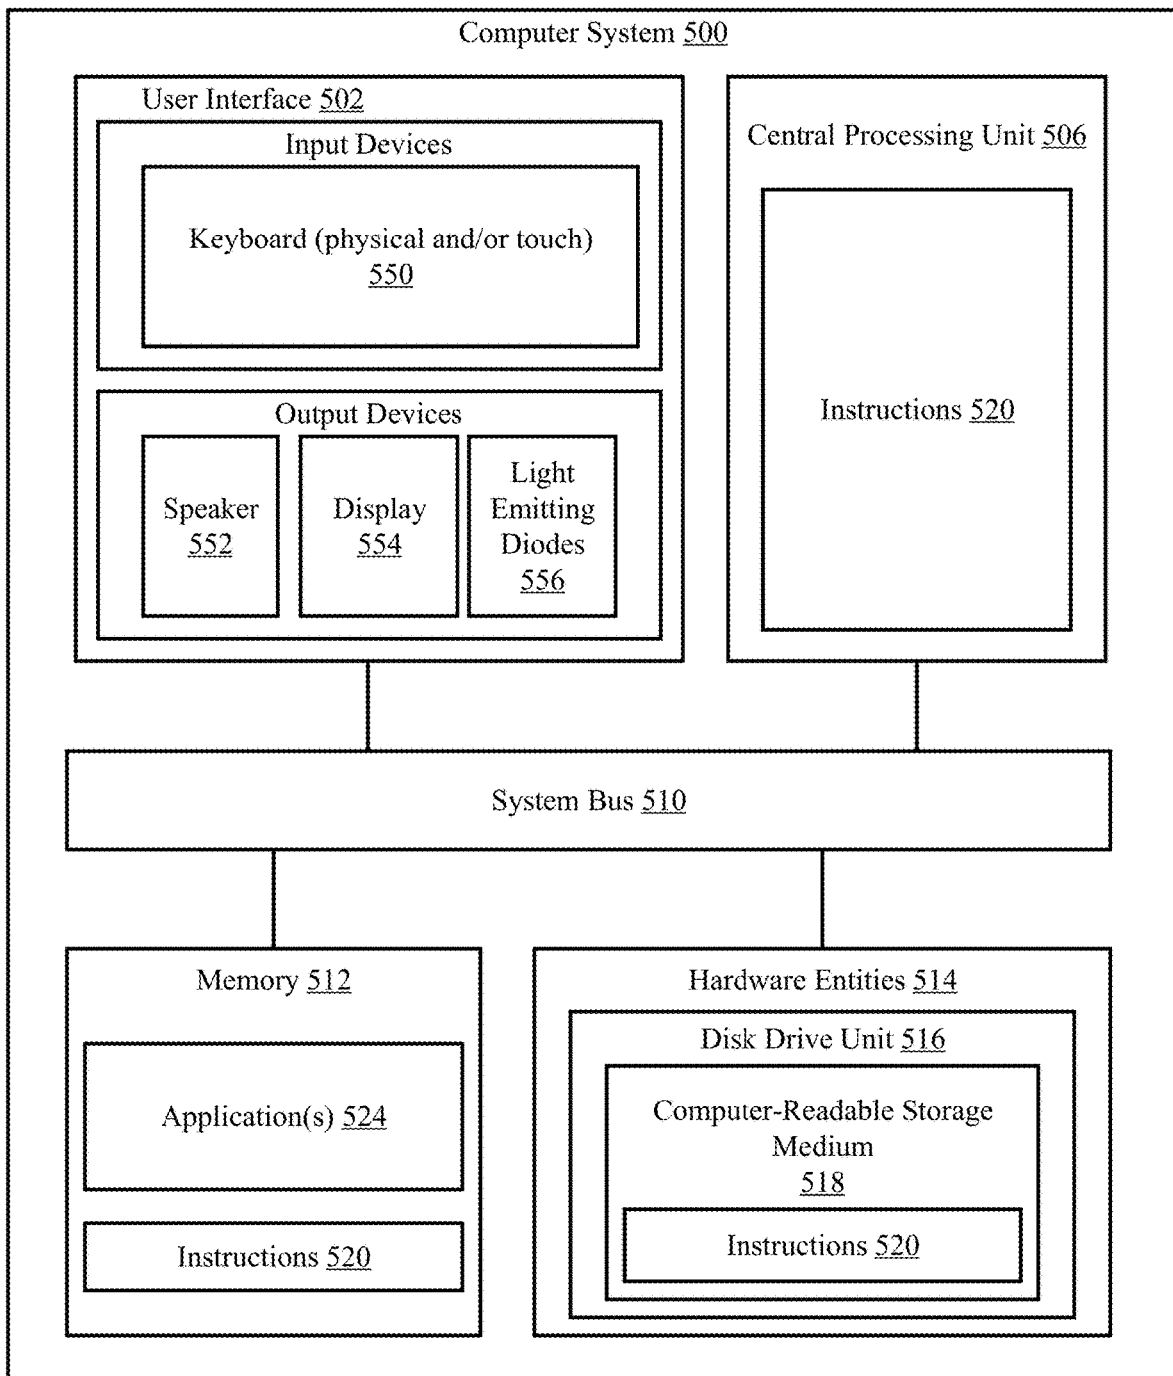 Computer System 500
User Interface 502
Input Devices
Keyboard (physical and/or touch)
550
Output Devices
Speaker
552
Display
554
Light
Emitting
Diodes
556
Central Processing Unit 506
Instructions 520
System Bus 510
Memory 512
Application(s) 524
Instructions 520
Hardware Entities 514
Disk Drive Unit 516
Computer-Readable Storage
Medium
518
Instructions 520